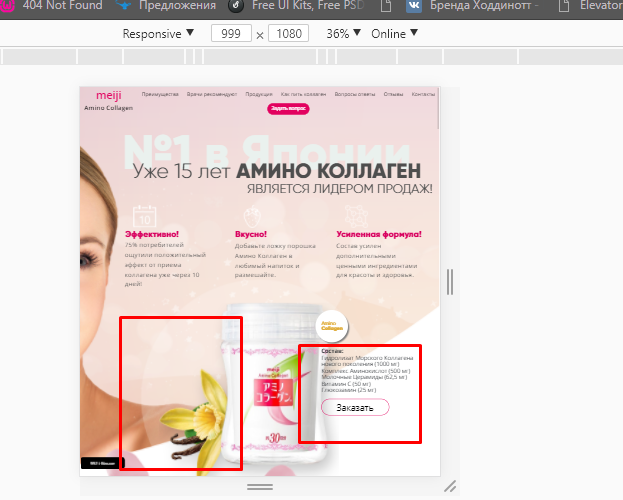 404 Not Found
Предложения
Free UI Kits, Free PSD
Бренда Ходдинотт -
Elevator
Responsive ▼ 999 × 1080 36% ▼ Online ▼
meiji
Amino Collagen
Преимущества Врачи рекомендуют Продукция Как пить коллаген Вопросы ответы Отзывы Контакты
Задать вопрос
№1 в Японии
Уже 15 лет АМИНО КОЛЛАГЕН
ЯВЛЯЕТСЯ ЛИДЕРОМ ПРОДАЖ!
10
Эффективно!
75% потребителей
ощутили положительный
эффект от приема
коллагена уже через 10
дней!
Вкусно!
Добавьте ложку порошка
Амино Коллаген в
любимый напиток и
размешайте.
Усиленная формула!
Состав усилен
дополнительными
ценными ингредиентами
для красоты и здоровья.
Amino
Collagen
Состав:
Гидролизат Морского Коллагена
нового поколения (1000 мг)
Комплекс Аминокислот (500 мг)
Молочные Церамиды (62,5 мг)
Витамин С (50 мг)
Глюкозамин (25 мг)
Заказать
meiji
Amino Collagen
アミノ
コラーゲン
約30日分